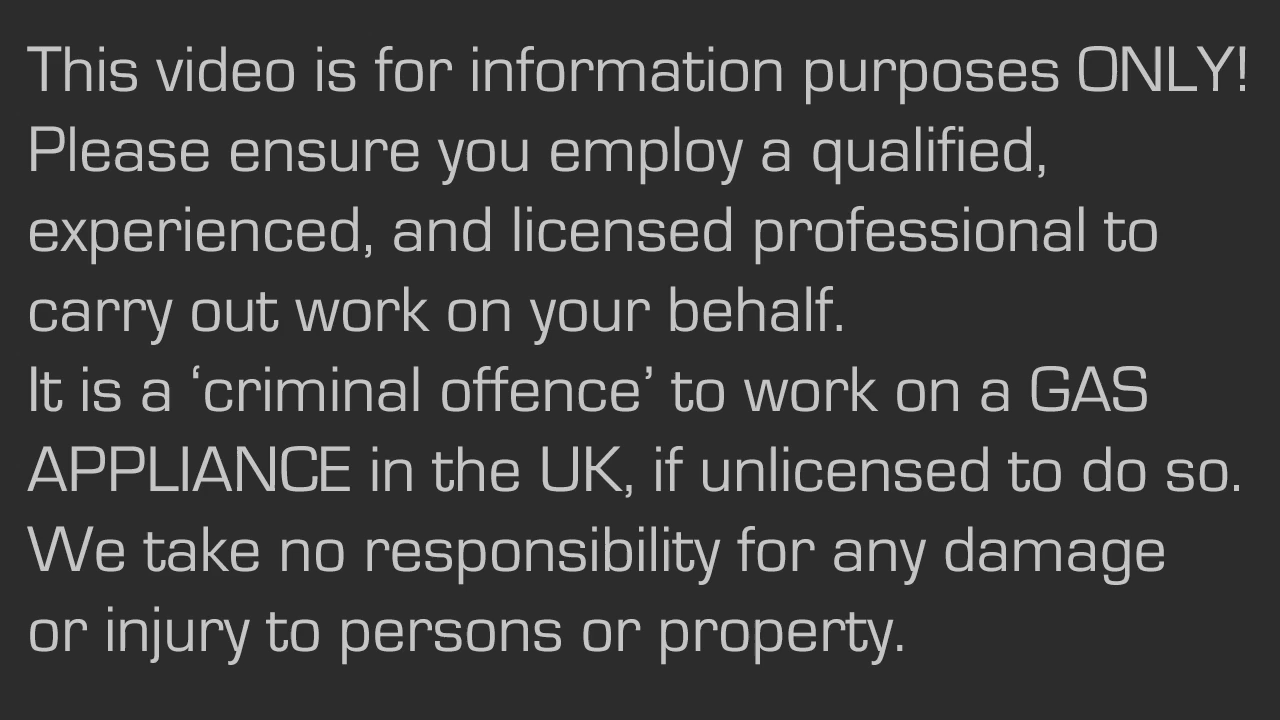 This video is for information purposes ONLY!
Please ensure you employ a qualified,
experienced, and licensed professional to
carry out work on your behalf.
It is a ‘criminal offence’ to work on a GAS
APPLIANCE in the UK, if unlicensed to do so.
We take no responsibility for any damage
or injury to persons or property.